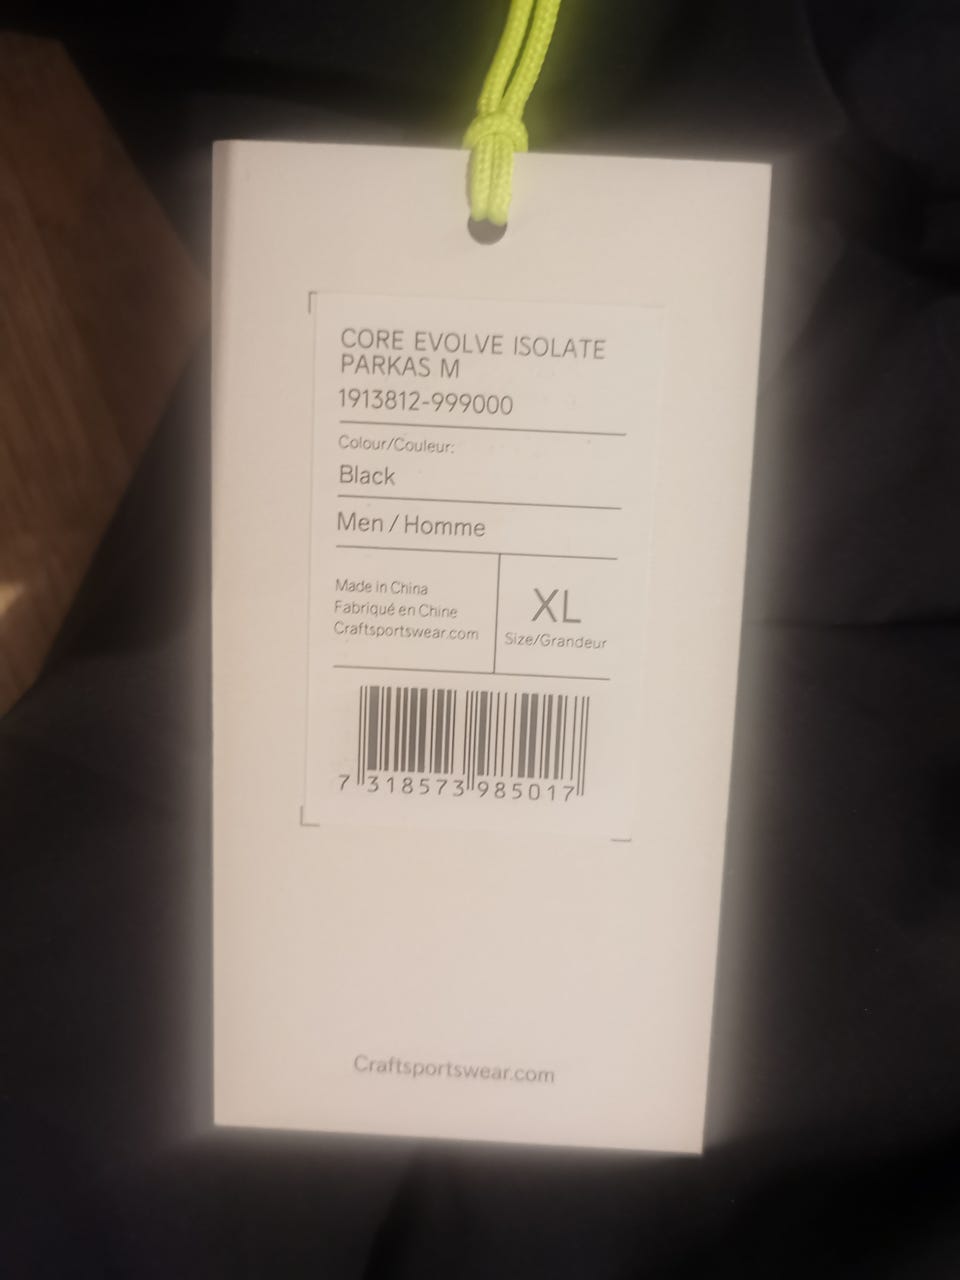 CORE EVOLVE ISOLATE
PARKAS M
1913812-999000
Colour/Couleur:
Black
Men / Homme
Made in China
Fabriqué en Chine
Craftsportswear.com
XL
Size/Grandeur
7 318573 985017
Craftsportswear.com